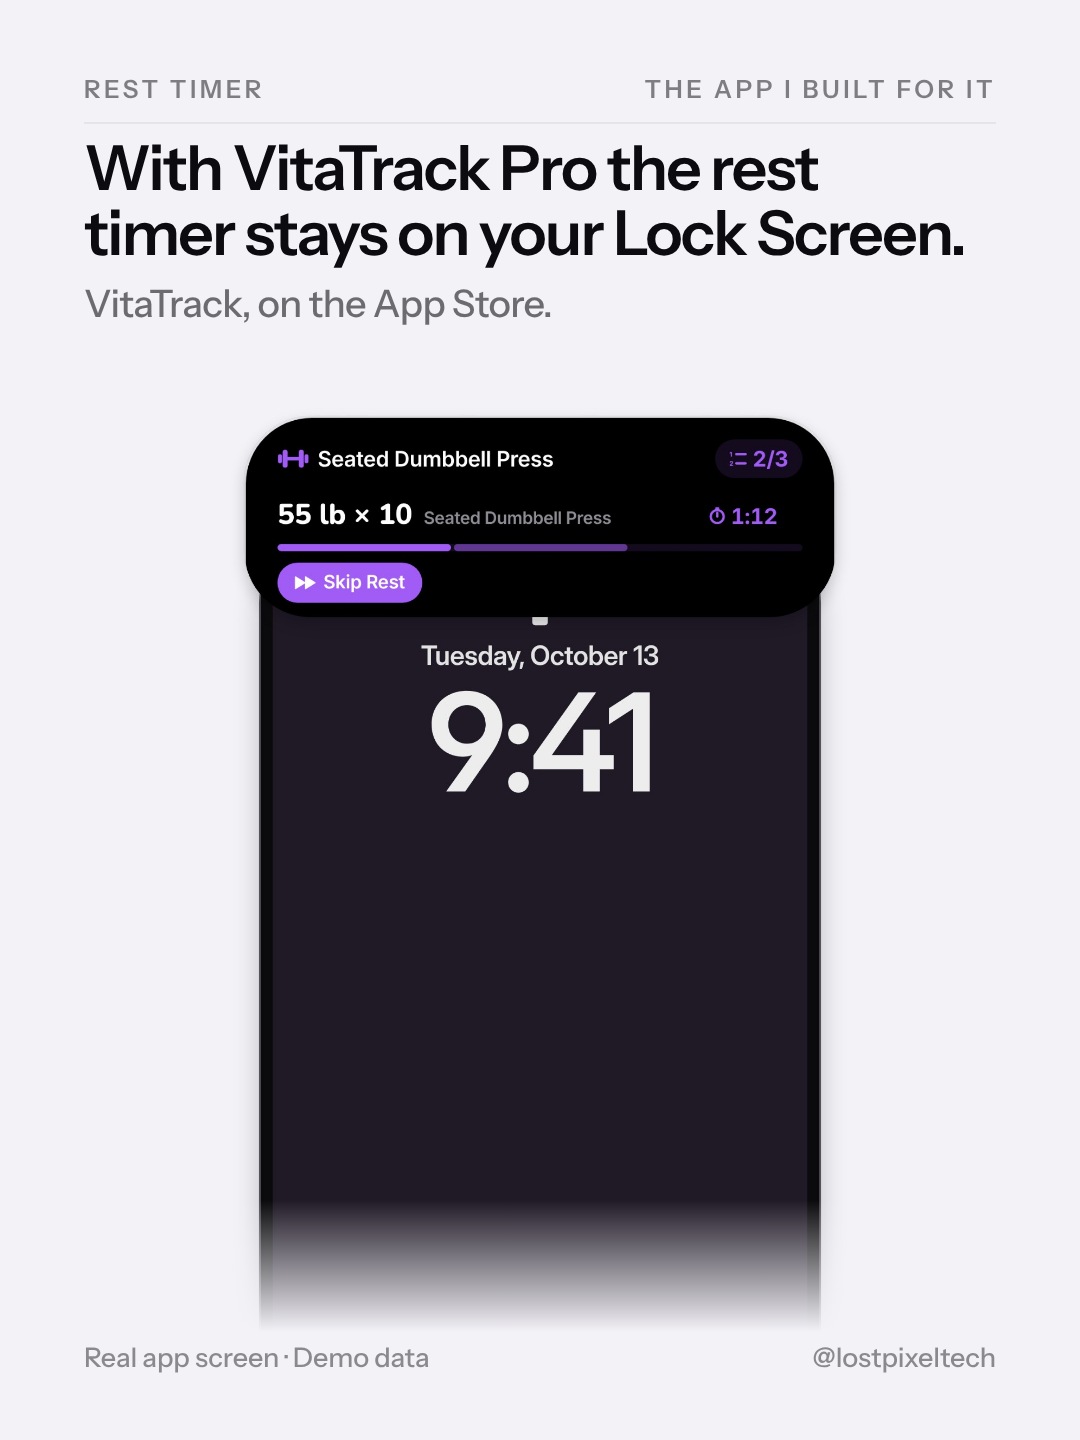 REST TIMER
THE APP I BUILT FOR IT
With VitaTrack Pro the rest
timer stays on your Lock Screen.
VitaTrack, on the App Store.
Seated Dumbbell Press
2/3
55 lb × 10 Seated Dumbbell Press
1:12
Skip Rest
Tuesday, October 13
9:41
Real app screen · Demo data
@lostpixeltech